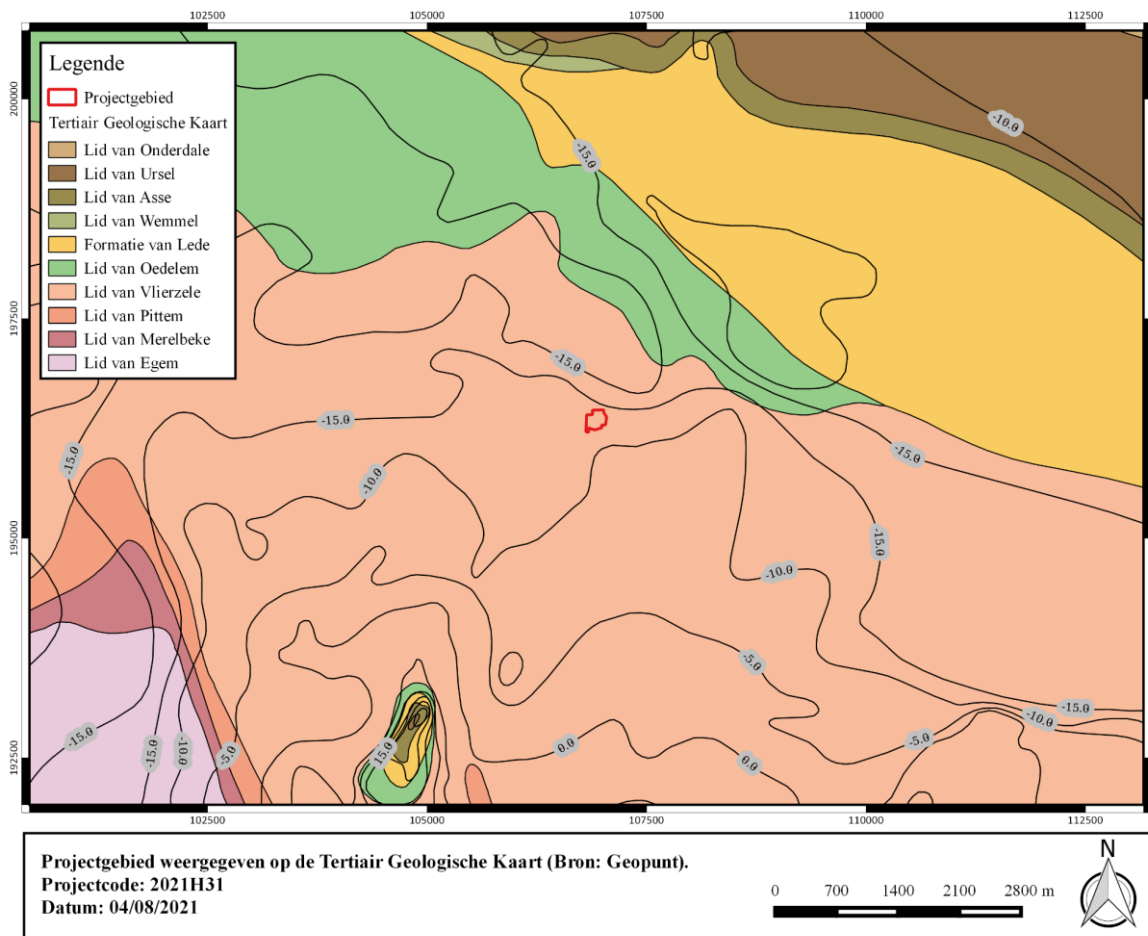 102500 105000 107500 110000 112500
Legende
Projectgebied
Tertiair Geologische Kaart
Lid van Onderdale
Lid van Ursel
Lid van Asse
Lid van Wemmel
Formatie van Lede
Lid van Oedelem
Lid van Vlierzele
Lid van Pittem
Lid van Merelbeke
Lid van Egem
200000
197500
195000
192500
-10.0
-15.0
-15.0
-15.0
-15.0
-15.0
-10.0
-15.0
-10.0
-5.0
-15.0
-10.0
-5.0
-15.0
-15.0
-10.0
-5.0
15.0
0.0
0.0
102500 105000 107500 110000 112500
Projectgebied weergegeven op de Tertiair Geologische Kaart (Bron: Geopunt).
Projectcode: 2021H31
Datum: 04/08/2021
0 700 1400 2100 2800 m
N